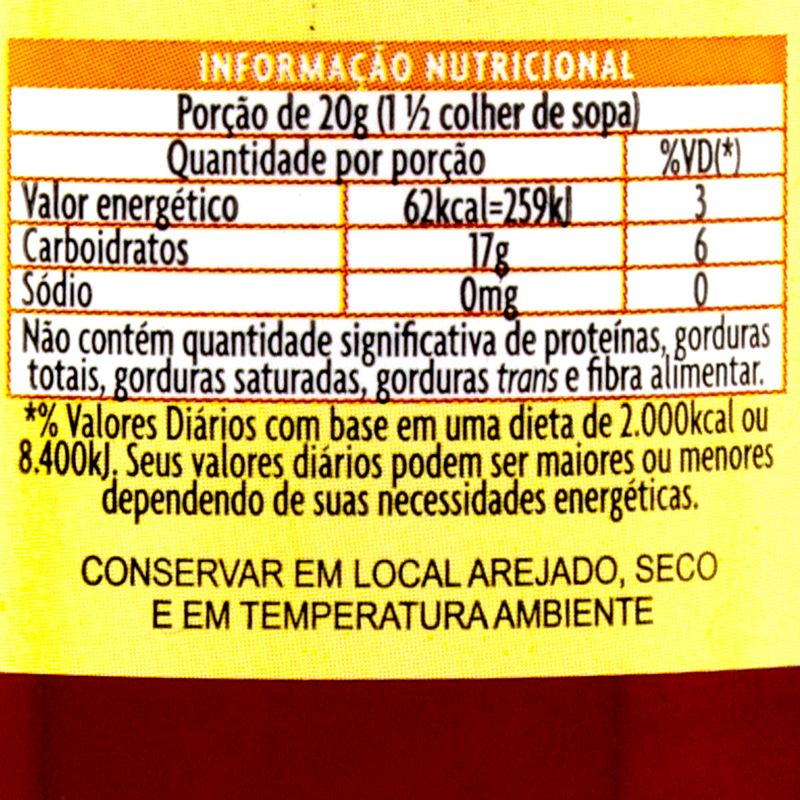 INFORMAÇÃO NUTRICIONAL
Porção de 20g (1 ½ colher de sopa)
Quantidade por porção %VD(*)
Valor energético 62kcal=259kJ 3
Carboidratos 17g 6
Sódio 0mg 0
Não contém quantidade significativa de proteínas, gorduras
totais, gorduras saturadas, gorduras trans e fibra alimentar.
*% Valores Diários com base em uma dieta de 2.000kcal ou
8.400kJ. Seus valores diários podem ser maiores ou menores
dependendo de suas necessidades energéticas.
CONSERVAR EM LOCAL AREJADO, SECO
E EM TEMPERATURA AMBIENTE